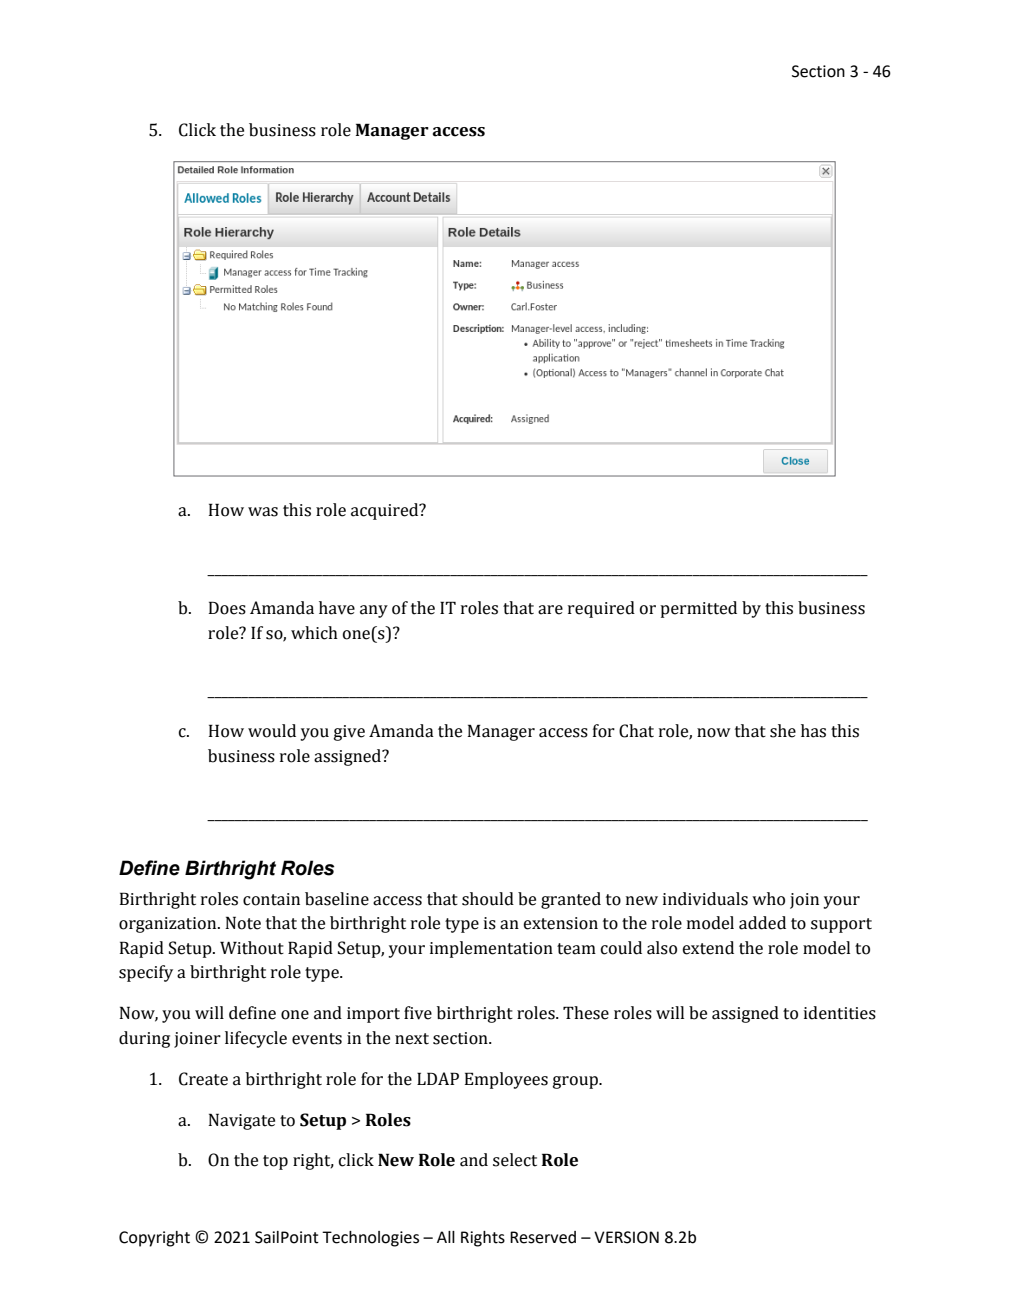 Section 3 - 46
5. Click the business role Manager access
Detailed Role Information
Allowed Roles Role Hierarchy Account Details
Role Hierarchy
Required Roles
Manager access for Time Tracking
Permitted Roles
No Matching Roles Found
Role Details
Name: Manager access
Type: Business
Owner: Carl.Foster
Description: Manager-level access, including:
• Ability to "approve" or "reject" timesheets in Time Tracking
application
• (Optional) Access to "Managers" channel in Corporate Chat
Acquired: Assigned
Close
a. How was this role acquired?
b. Does Amanda have any of the IT roles that are required or permitted by this business
role? If so, which one(s)?
c. How would you give Amanda the Manager access for Chat role, now that she has this
business role assigned?
Define Birthright Roles
Birthright roles contain baseline access that should be granted to new individuals who join your
organization. Note that the birthright role type is an extension to the role model added to support
Rapid Setup. Without Rapid Setup, your implementation team could also extend the role model to
specify a birthright role type.
Now, you will define one and import five birthright roles. These roles will be assigned to identities
during joiner lifecycle events in the next section.
1. Create a birthright role for the LDAP Employees group.
a. Navigate to Setup > Roles
b. On the top right, click New Role and select Role
Copyright © 2021 SailPoint Technologies – All Rights Reserved – VERSION 8.2b